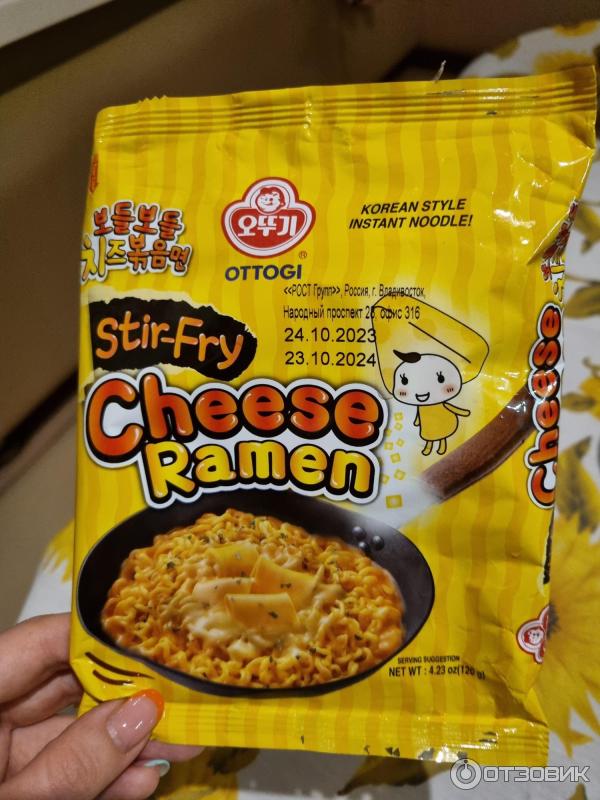 오뚜기
®
OTTOGI
KOREAN STYLE
INSTANT NOODLE!
보들보들
치즈볶음면
«РОСТ Групп», Россия, г. Владивосток,
Народный проспект 28, офис 316
24.10.2023
23.10.2024
Stir-Fry
Cheese
Ramen
Cheese
SERVING SUGGESTION
NET WT : 4.23 oz(120 g)
ОТЗОВИК